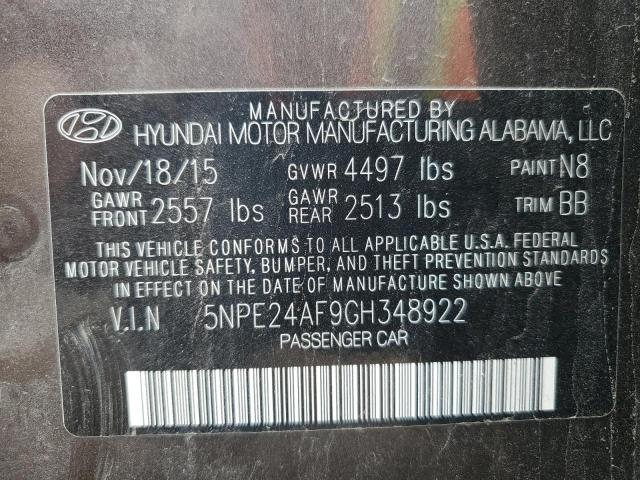 MANUFACTURED BY
HYUNDAI MOTOR MANUFACTURING ALABAMA, LLC
Nov/18/15 GVWR 4497 lbs PAINT N8
GAWR FRONT 2557 lbs GAWR REAR 2513 lbs TRIM BB
THIS VEHICLE CONFORMS TO ALL APPLICABLE U.S.A. FEDERAL
MOTOR VEHICLE SAFETY, BUMPER, AND THEFT PREVENTION STANDARDS
IN EFFECT ON THE DATE OF MANUFACTURE SHOWN ABOVE
V.I.N 5NPE24AF9GH348922
PASSENGER CAR